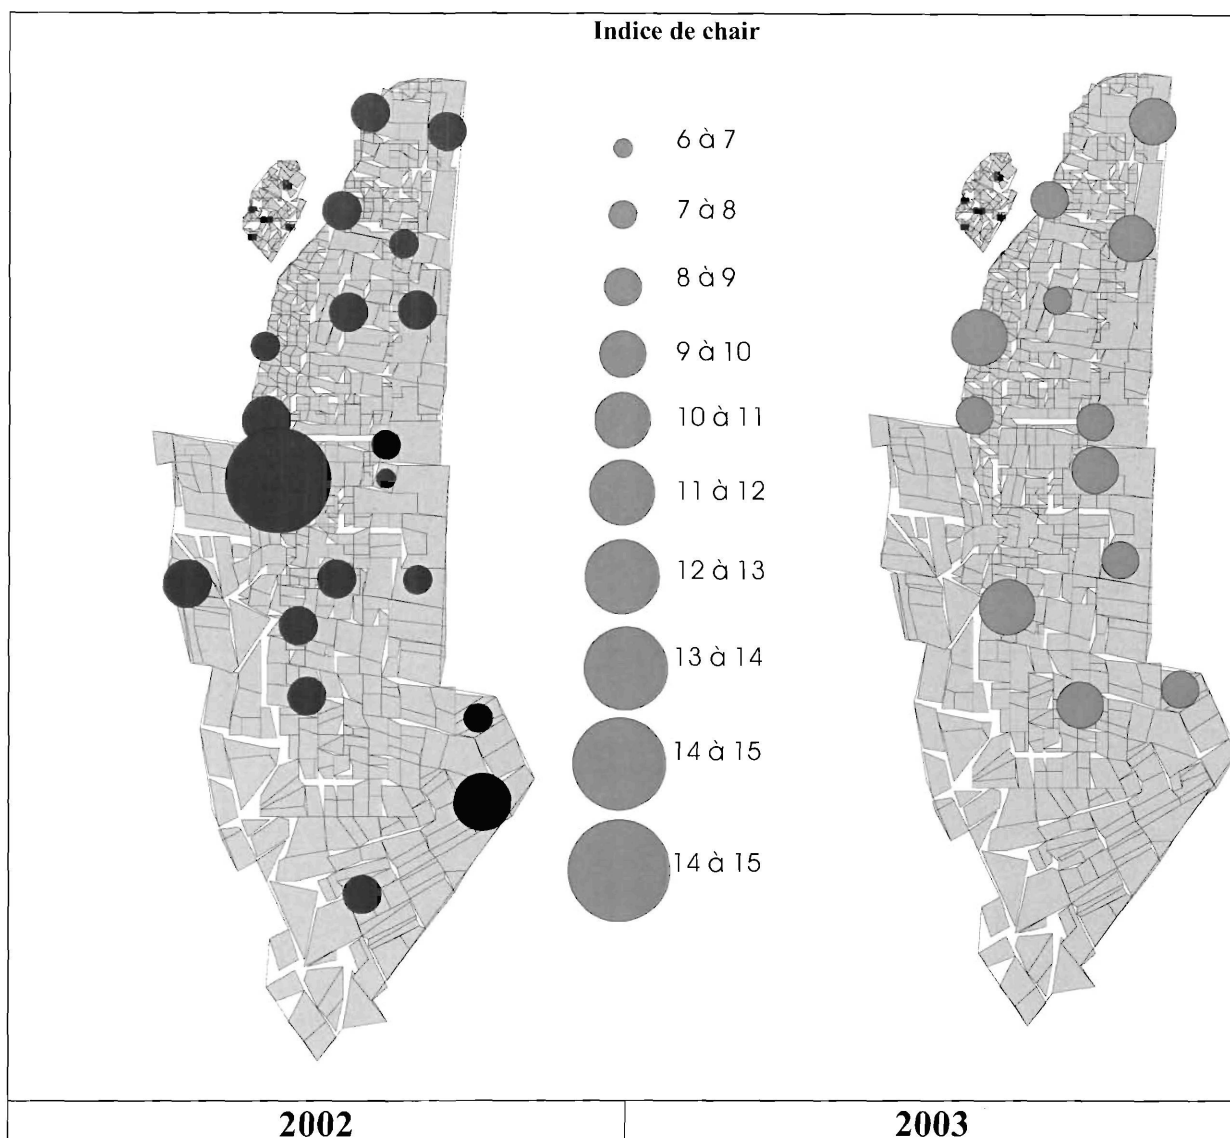 Indice de chair
6 à 7
7 à 8
8 à 9
9 à 10
10 à 11
11 à 12
12 à 13
13 à 14
14 à 15
14 à 15
2002
2003